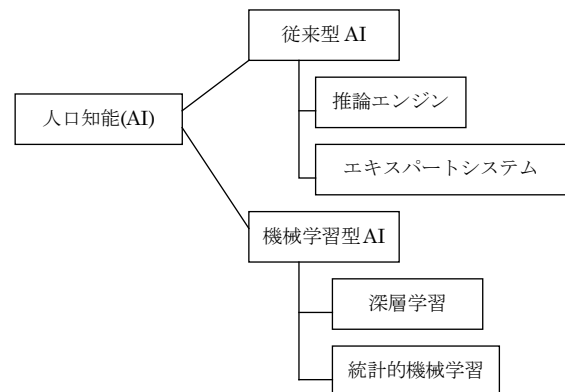 従来型 AI
推論エンジン
人口知能(AI)
エキスパートシステム
機械学習型 AI
深層学習
統計的機械学習